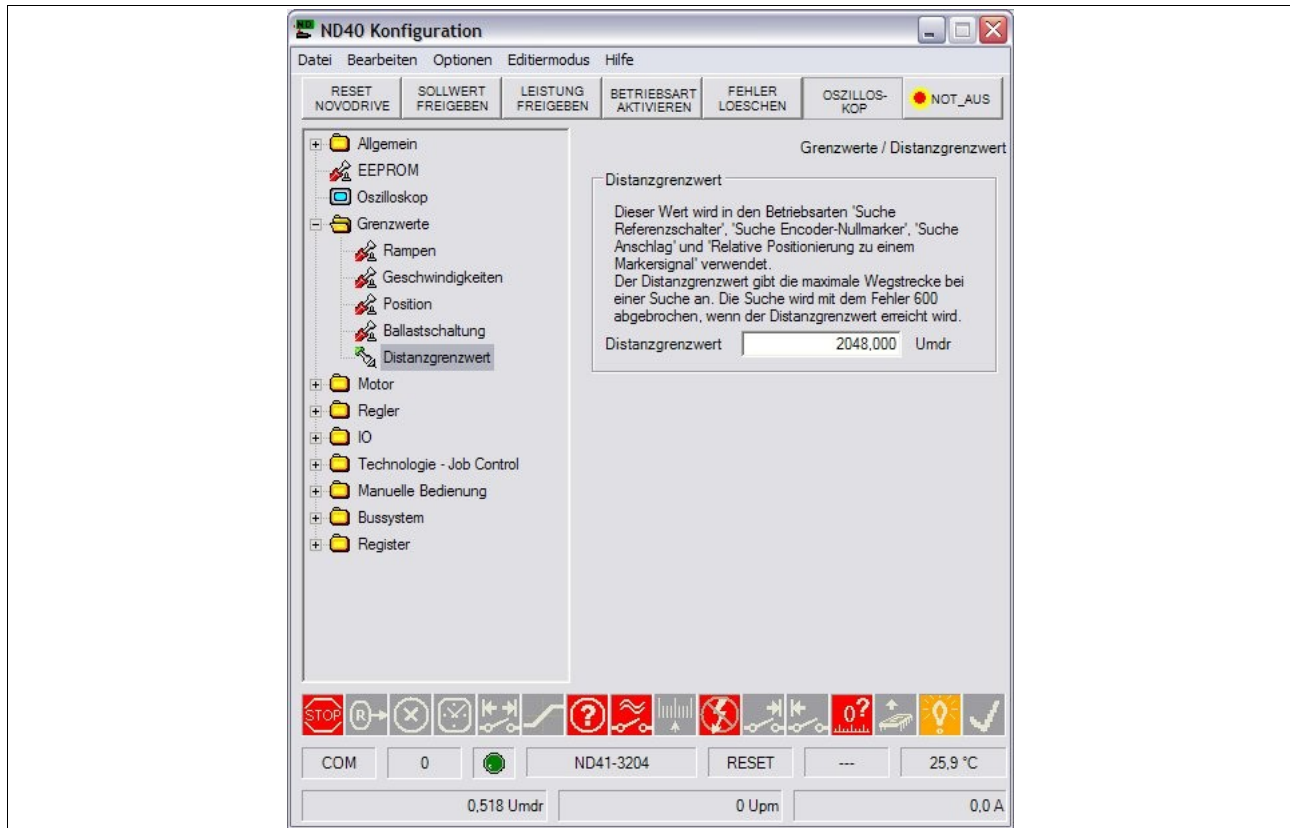 ND40 Konfiguration
Datei Bearbeiten Optionen Editiermodus Hilfe
RESET NOVODRIVE
SOLLWERT FREIGEBEN
LEISTUNG FREIGEBEN
BETRIEBSART AKTIVIEREN
FEHLER LOESCHEN
OSZILLOS-KOP
NOT_AUS
Allgemein
EEPROM
Oszilloskop
Grenzwerte
Rampen
Geschwindigkeiten
Position
Ballastschaltung
Distanzgrenzwert
Motor
Regler
IO
Technologie - Job Control
Manuelle Bedienung
Bussystem
Register
Grenzwerte / Distanzgrenzwert
Distanzgrenzwert
Dieser Wert wird in den Betriebsarten 'Suche
Referenzschalter', 'Suche Encoder-Nullmarker', 'Suche
Anschlag' und 'Relative Positionierung zu einem
Markersignal' verwendet.
Der Distanzgrenzwert gibt die maximale Wegstrecke bei
einer Suche an. Die Suche wird mit dem Fehler 600
abgebrochen, wenn der Distanzgrenzwert erreicht wird.
Distanzgrenzwert 2048,000 Umdr
STOP R 0?
COM 0 ND41-3204 RESET --- 25,9 °C
0,518 Umdr 0 Upm 0,0 A